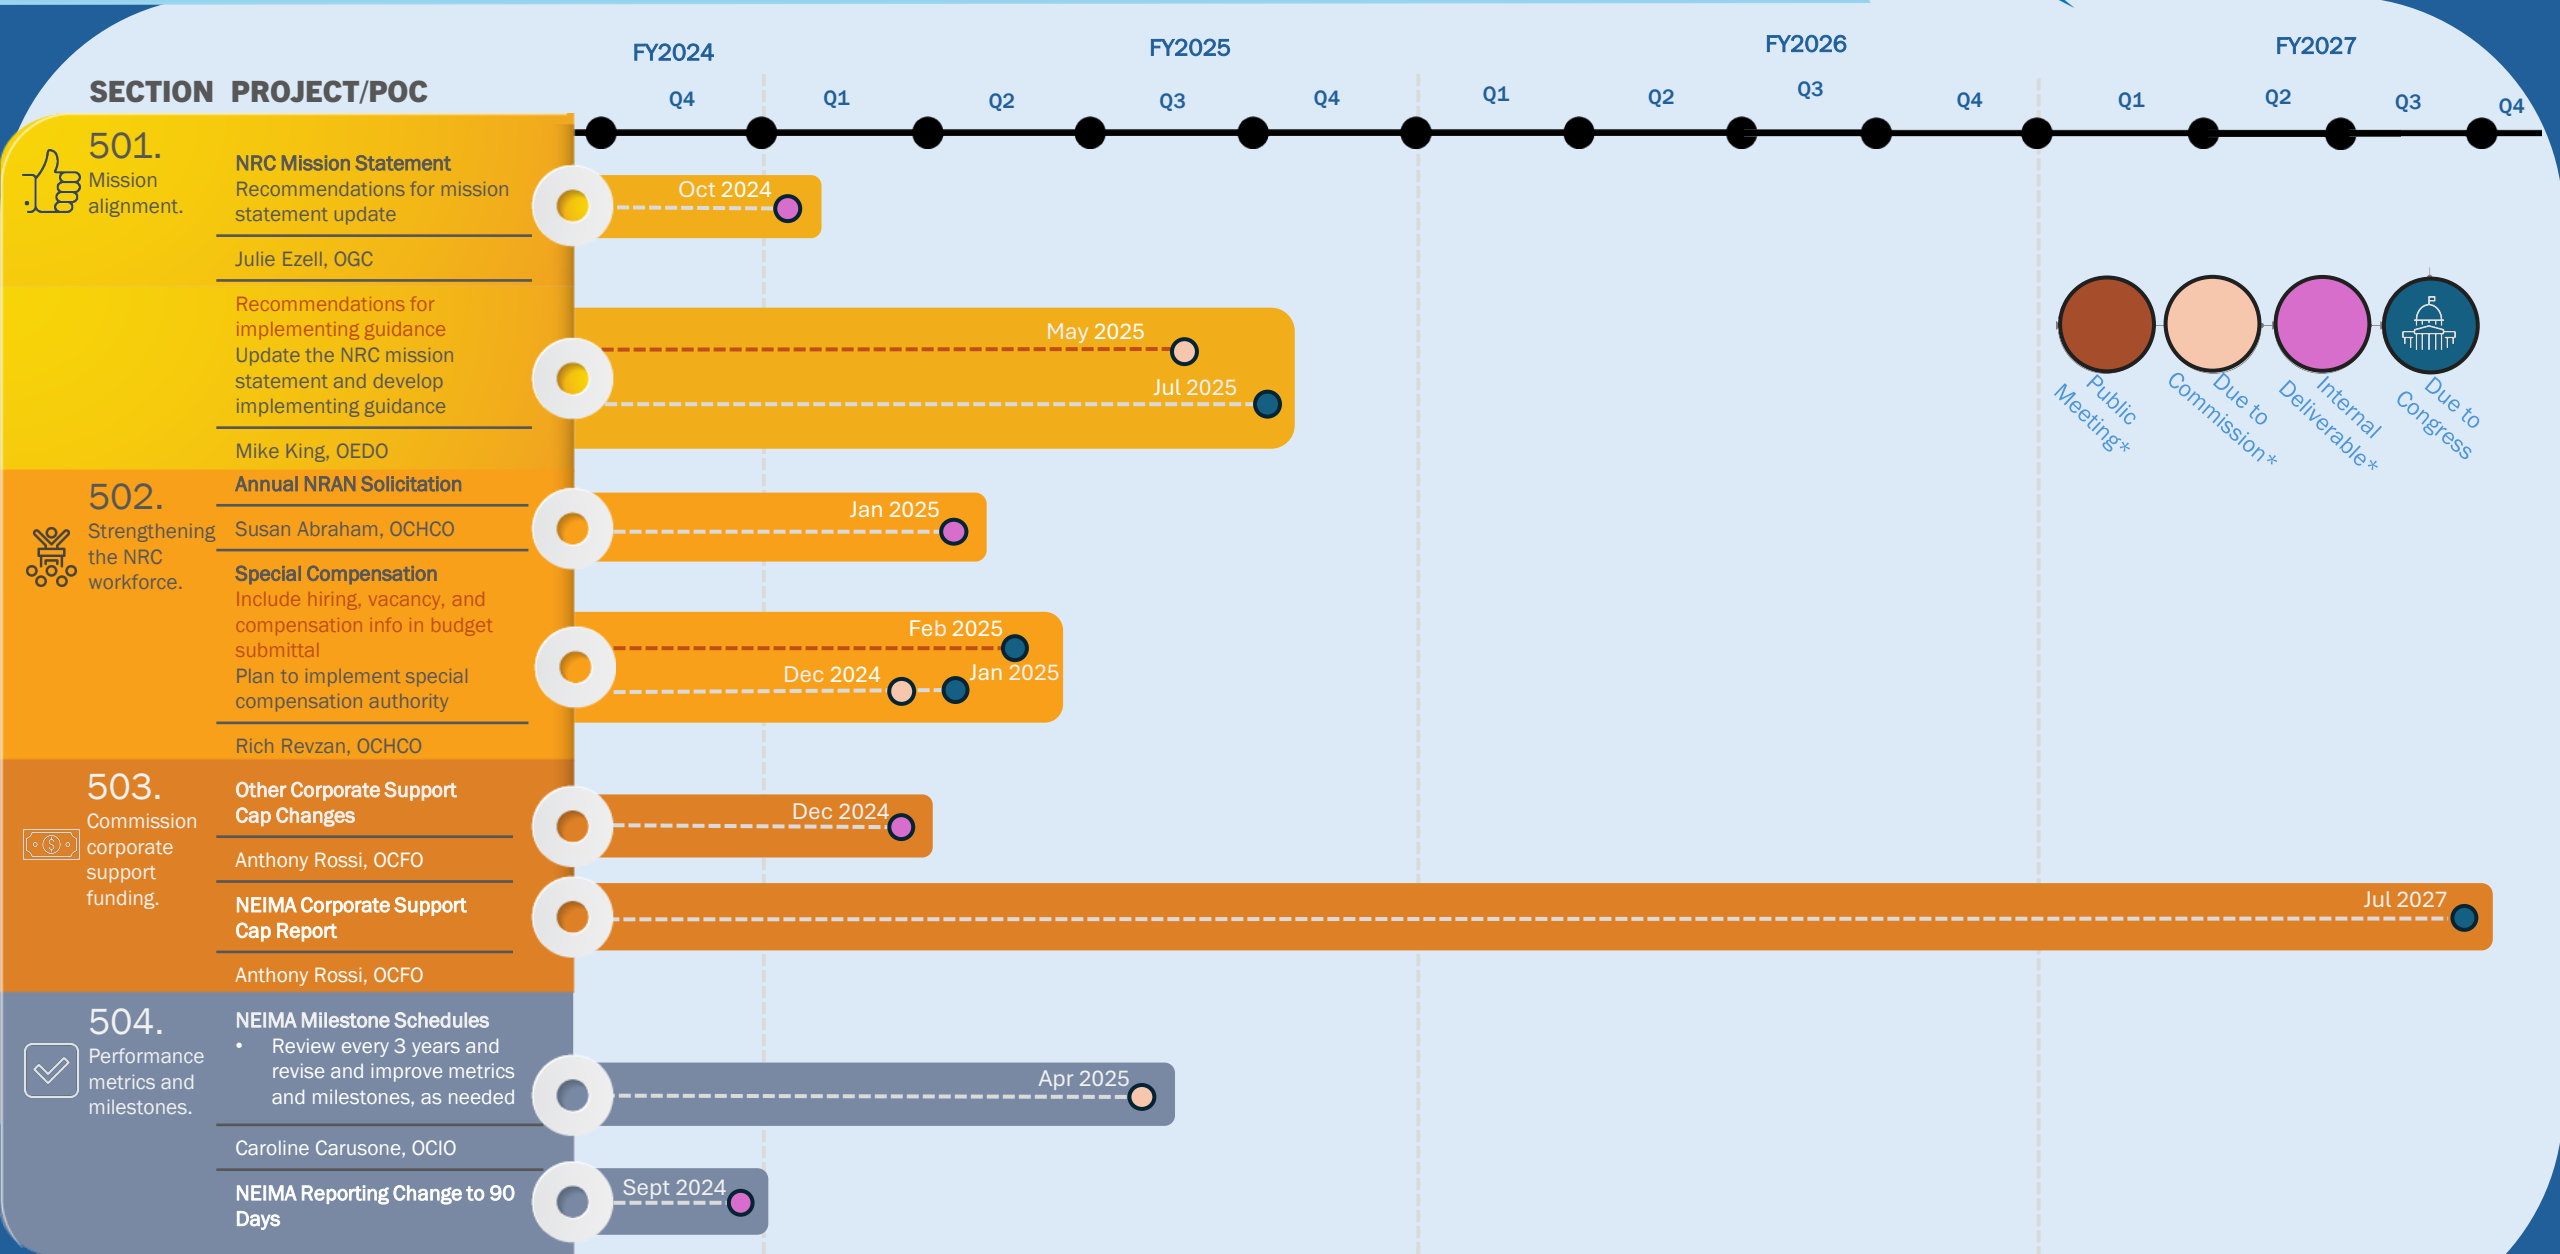 FY2024 FY2025 FY2026 FY2027
SECTION PROJECT/POC
Q4 Q1 Q2 Q3 Q4 Q1 Q2 Q3 Q4 Q1 Q2 Q3 Q4
501.
Mission
alignment.
NRC Mission Statement
Recommendations for mission
statement update
Oct 2024
Julie Ezell, OGC
Recommendations for
implementing guidance
Update the NRC mission
statement and develop
implementing guidance
May 2025
Jul 2025
Mike King, OEDO
Public
Meeting*
Due to
Commission*
Internal
Deliverable*
Due to
Congress
502.
Strengthening
the NRC
workforce.
Annual NRAN Solicitation
Jan 2025
Susan Abraham, OCHCO
Special Compensation
Include hiring, vacancy, and
compensation info in budget
submittal
Plan to implement special
compensation authority
Feb 2025
Dec 2024
Jan 2025
Rich Revzan, OCHCO
503.
Commission
corporate
support
funding.
Other Corporate Support
Cap Changes
Dec 2024
Anthony Rossi, OCFO
NEIMA Corporate Support
Cap Report
Jul 2027
Anthony Rossi, OCFO
504.
Performance
metrics and
milestones.
NEIMA Milestone Schedules
• Review every 3 years and
revise and improve metrics
and milestones, as needed
Apr 2025
Caroline Carusone, OCIO
NEIMA Reporting Change to 90
Days
Sept 2024